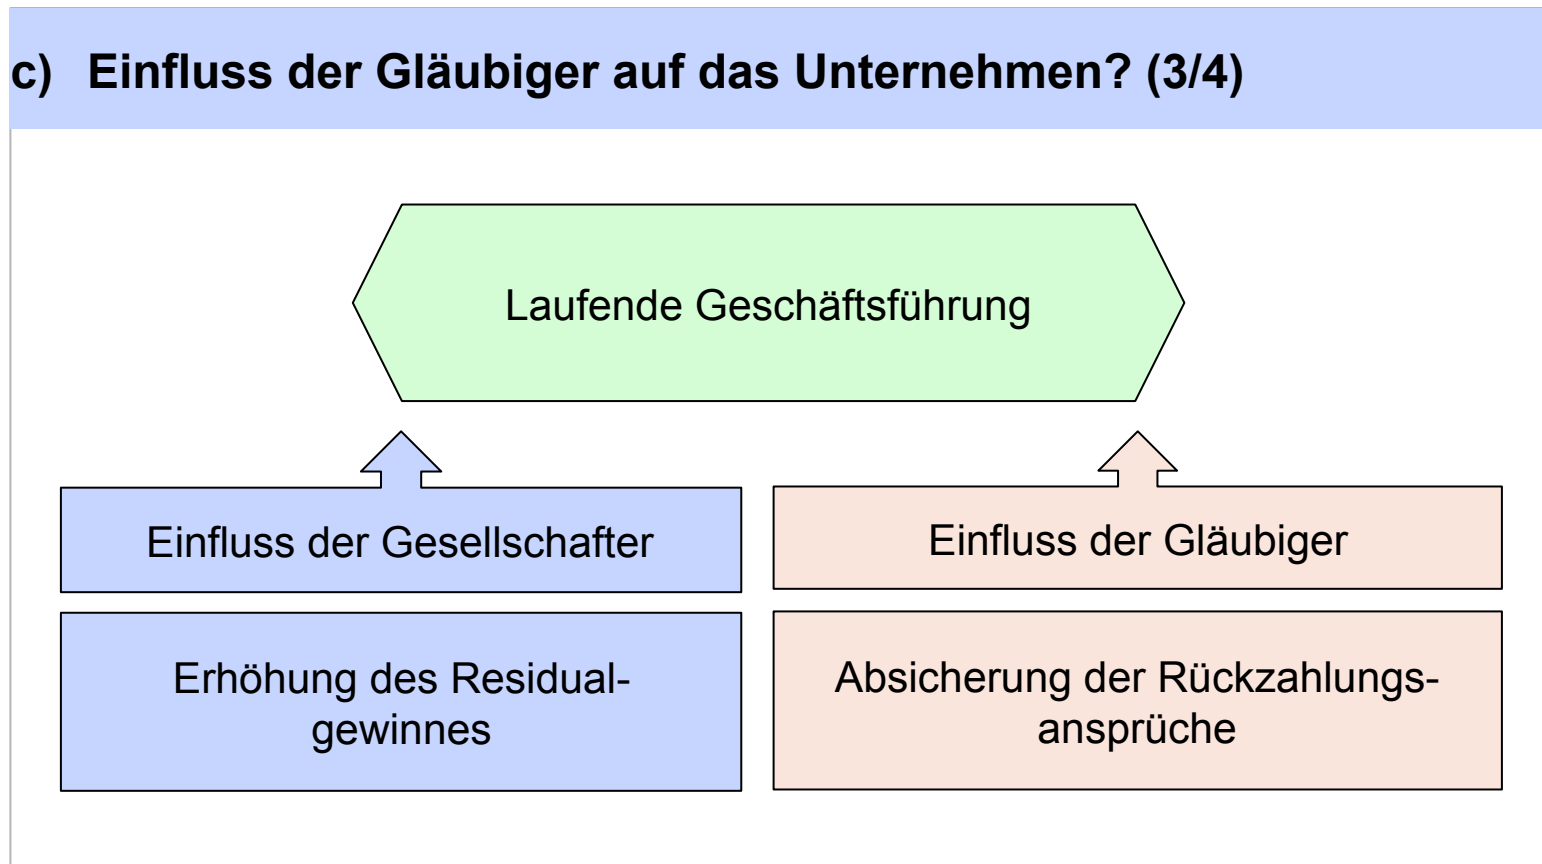 c) Einfluss der Gläubiger auf das Unternehmen? (3/4)
Laufende Geschäftsführung
Einfluss der Gesellschafter
Einfluss der Gläubiger
Erhöhung des Residual-
gewinnes
Absicherung der Rückzahlungs-
ansprüche